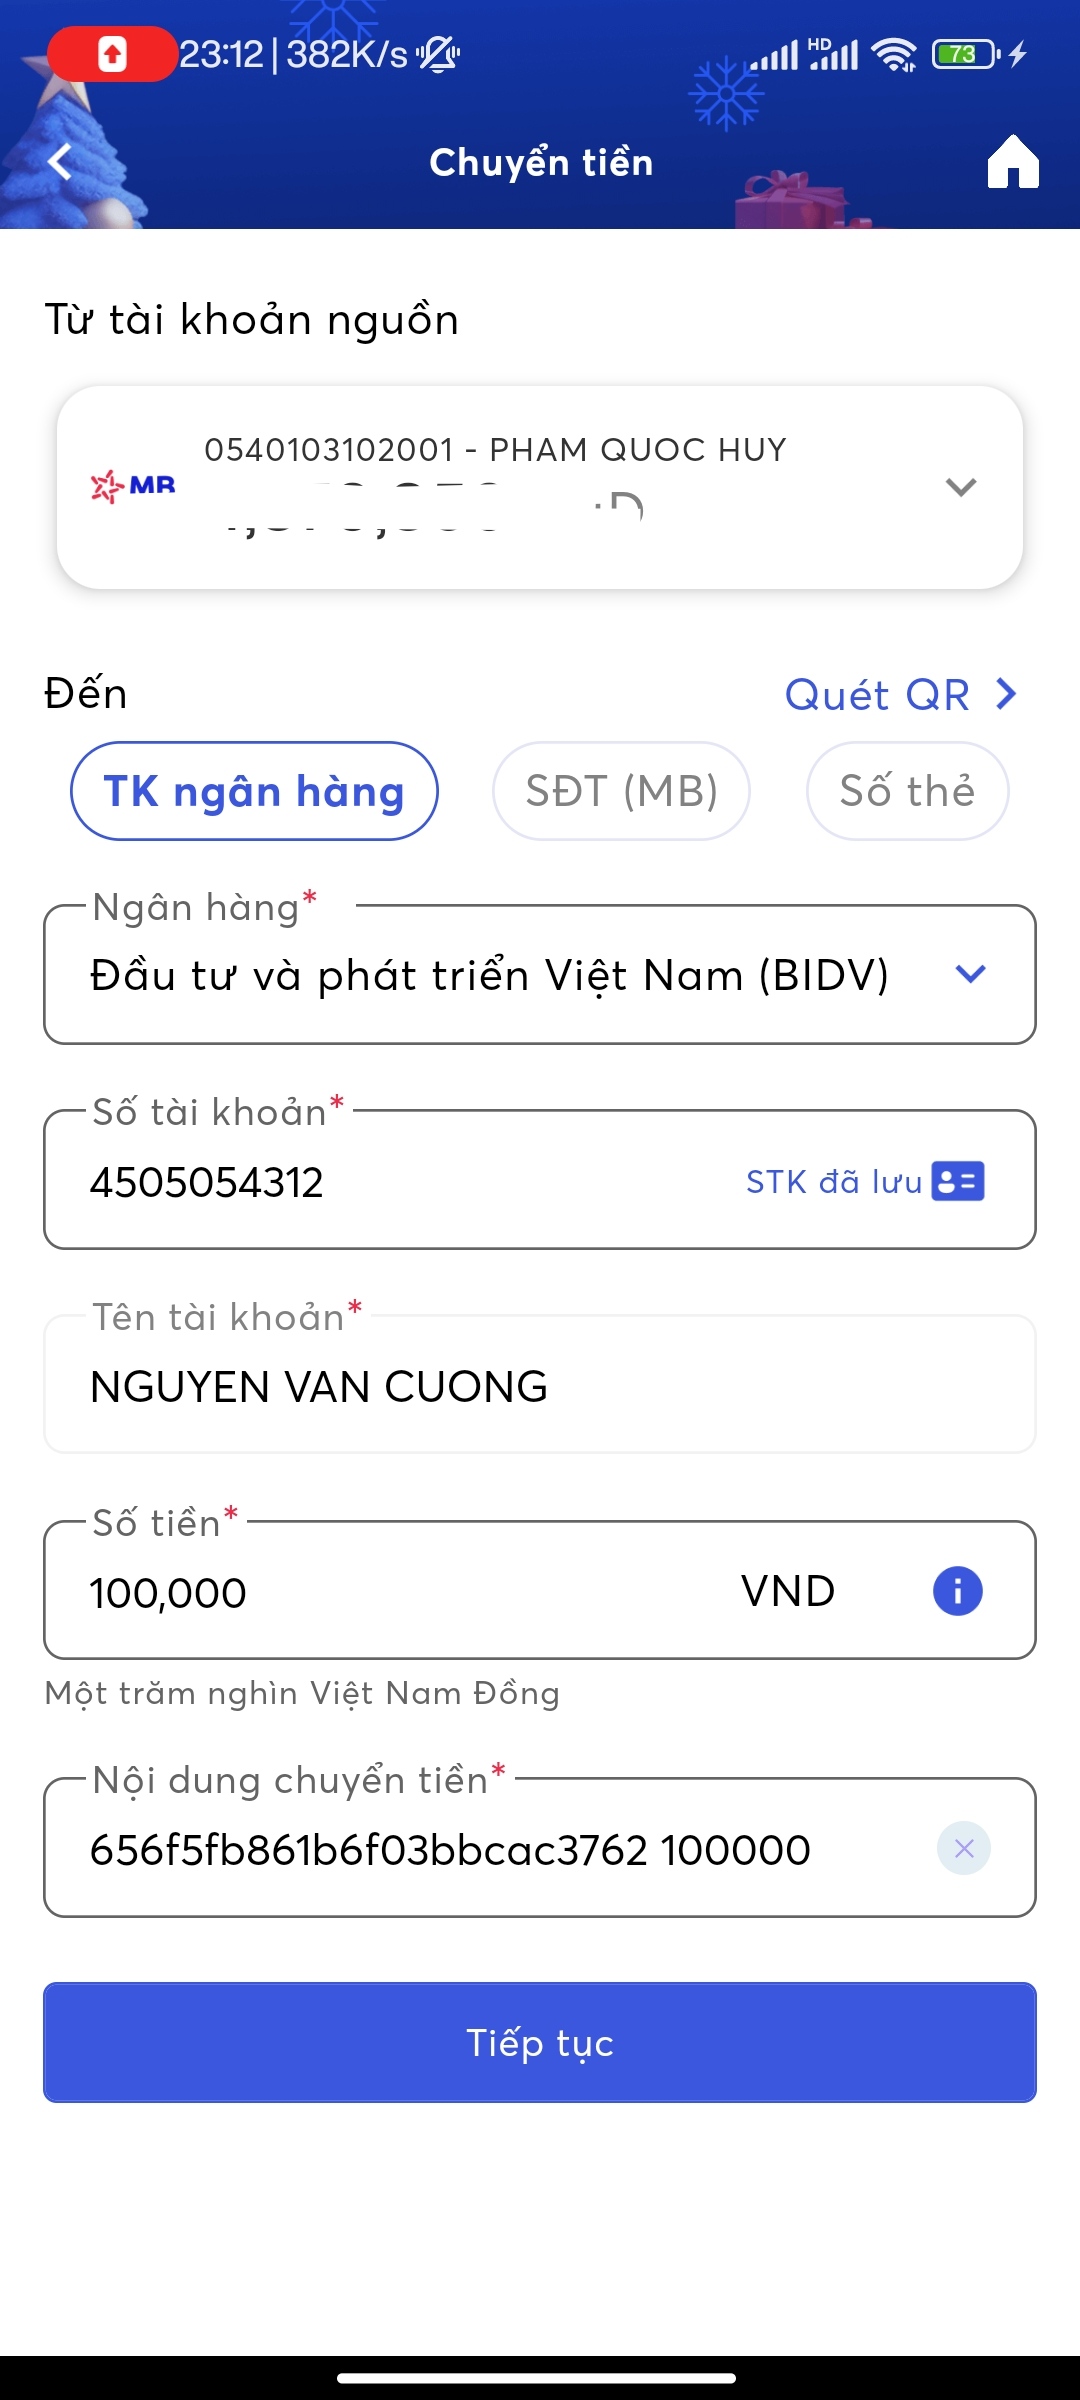 23:12 | 382K/s
HD
73
Chuyển tiền
Từ tài khoản nguồn
0540103102001 - PHAM QUOC HUY
MB
Đến
Quét QR
TK ngân hàng
SĐT (MB)
Số thẻ
Ngân hàng*
Đầu tư và phát triển Việt Nam (BIDV)
Số tài khoản*
4505054312
STK đã lưu
Tên tài khoản*
NGUYEN VAN CUONG
Số tiền*
100,000
VND
Một trăm nghìn Việt Nam Đồng
Nội dung chuyển tiền*
656f5fb861b6f03bbcac3762 100000
Tiếp tục